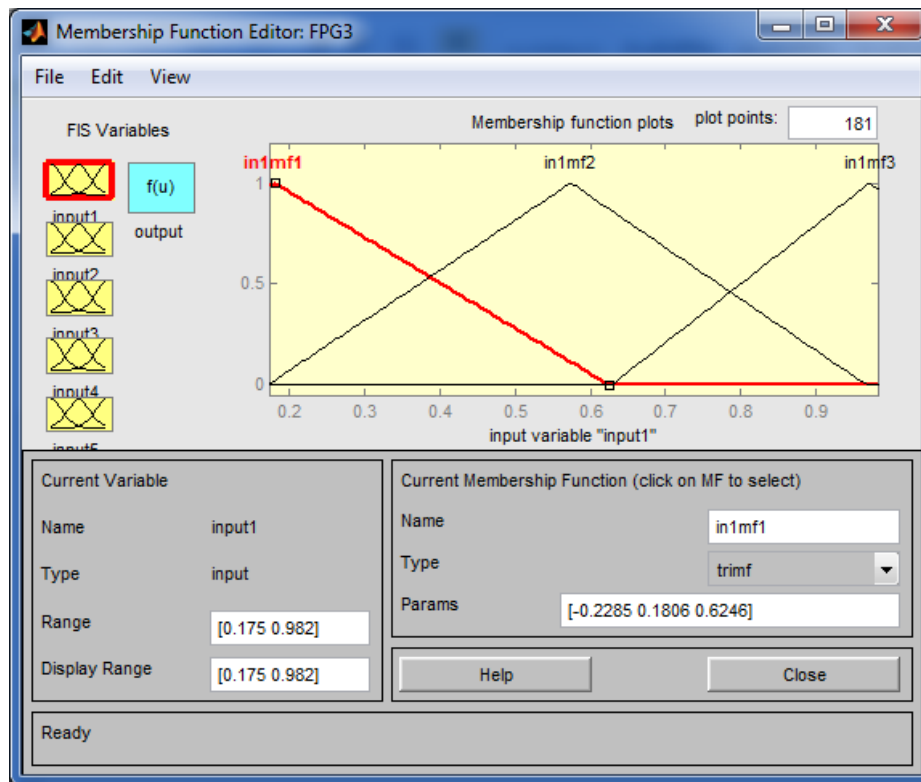 Membership Function Editor: FPG3
File Edit View
FIS Variables
Membership function plots plot points: 181
f(u)
input1
output
input2
input3
input4
input5
in1mf1 in1mf2 in1mf3
1
0.5
0
0.2 0.3 0.4 0.5 0.6 0.7 0.8 0.9
input variable "input1"
Current Variable
Name input1
Type input
Range [0.175 0.982]
Display Range [0.175 0.982]
Current Membership Function (click on MF to select)
Name in1mf1
Type trimf
Params [-0.2285 0.1806 0.6246]
Help Close
Ready